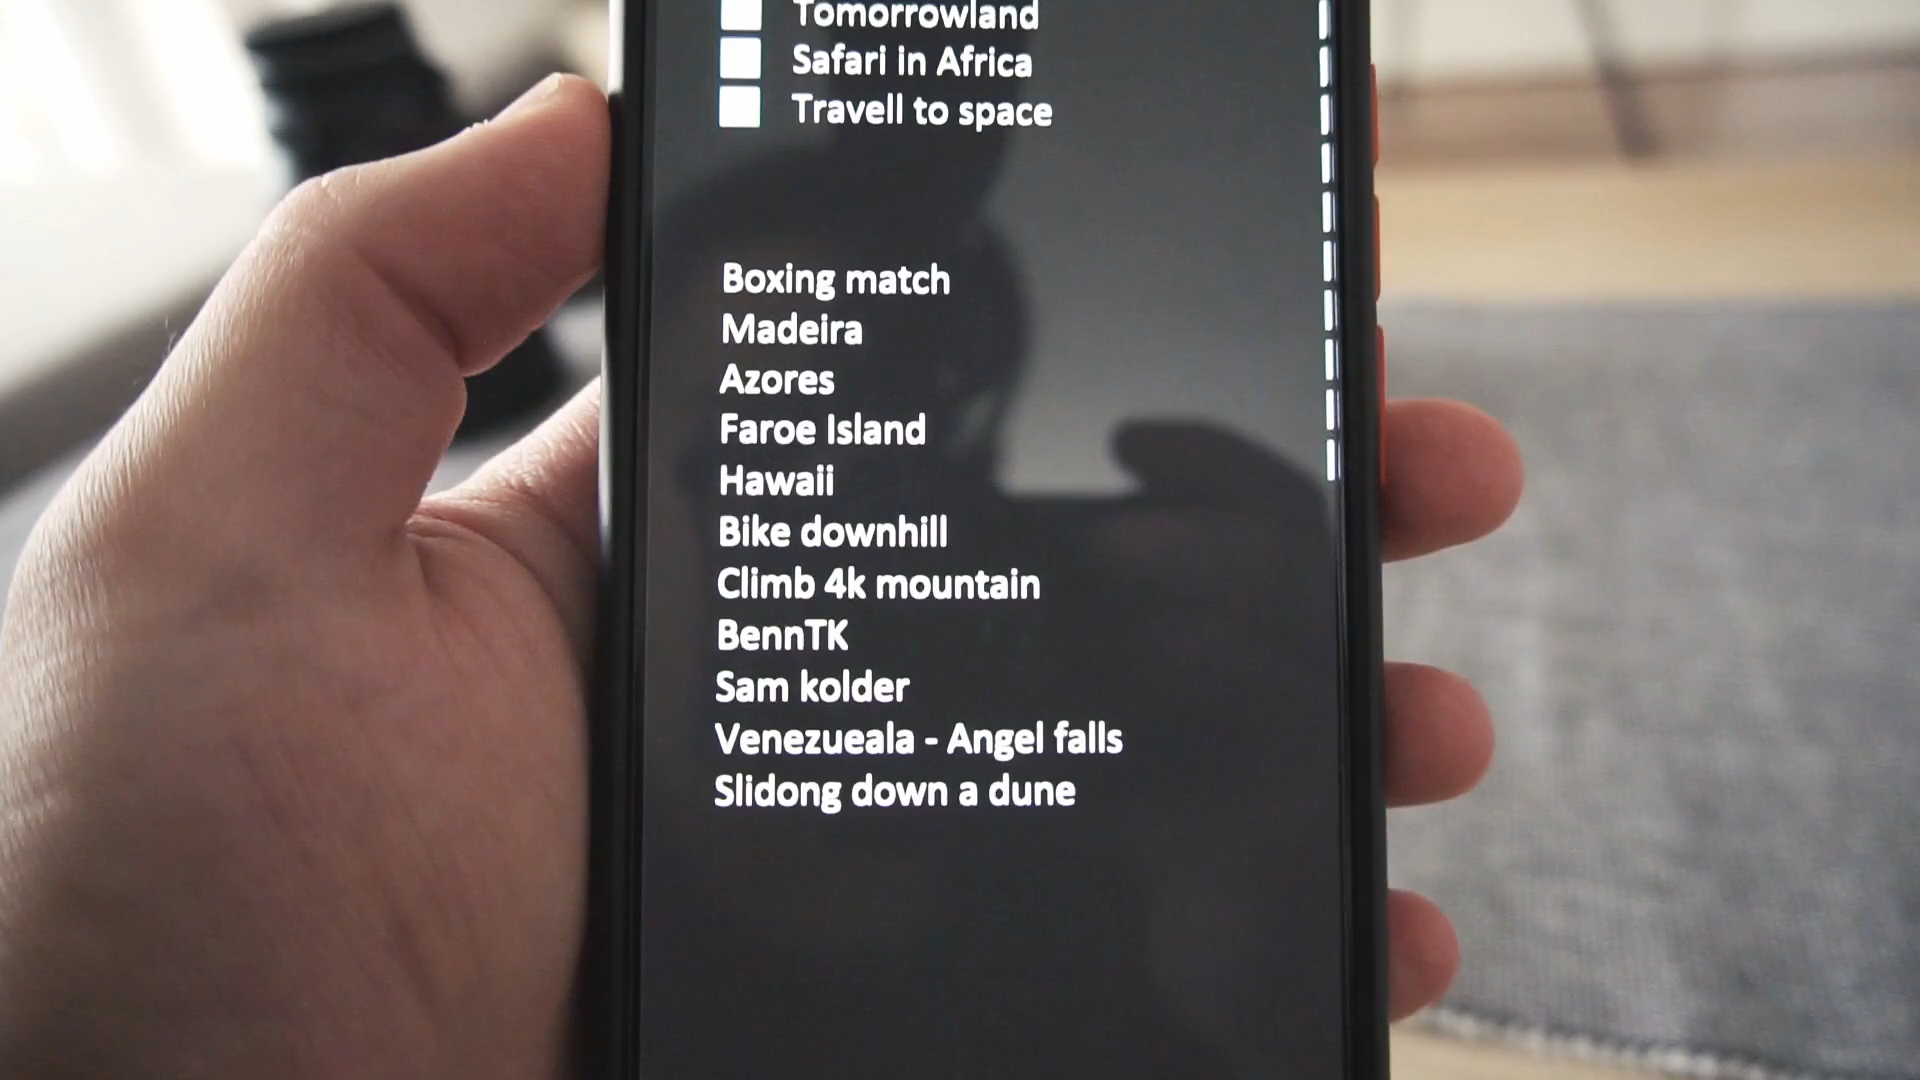 Tomorrowland
Safari in Africa
Travell to space
Boxing match
Madeira
Azores
Faroe Island
Hawaii
Bike downhill
Climb 4k mountain
BennTK
Sam kolder
Venezueala - Angel falls
Slidong down a dune